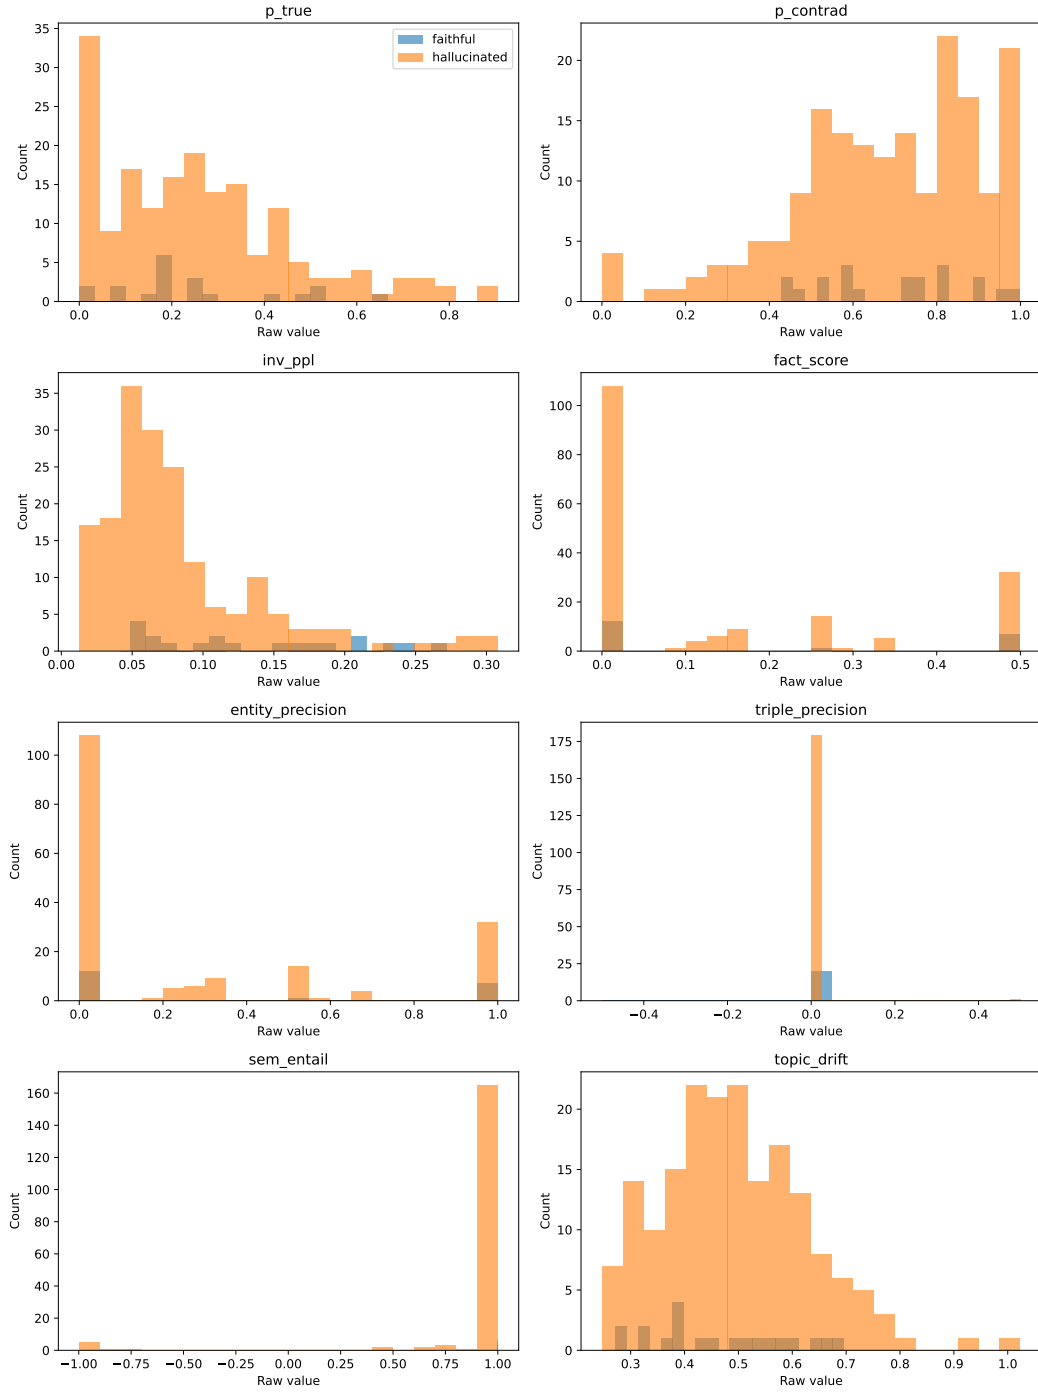 p_true
35
30
25
20
15
10
5
0
Count
0.0 0.2 0.4 0.6 0.8
Raw value
faithful
hallucinated
p_contrad
20
15
10
5
0
Count
0.0 0.2 0.4 0.6 0.8 1.0
Raw value
inv_ppl
35
30
25
20
15
10
5
0
Count
0.00 0.05 0.10 0.15 0.20 0.25 0.30
Raw value
fact_score
100
80
60
40
20
0
Count
0.0 0.1 0.2 0.3 0.4 0.5
Raw value
entity_precision
100
80
60
40
20
0
Count
0.0 0.2 0.4 0.6 0.8 1.0
Raw value
triple_precision
175
150
125
100
75
50
25
0
Count
−0.4 −0.2 0.0 0.2 0.4
Raw value
sem_entail
160
140
120
100
80
60
40
20
0
Count
−1.00 −0.75 −0.50 −0.25 0.00 0.25 0.50 0.75 1.00
Raw value
topic_drift
20
15
10
5
0
Count
0.3 0.4 0.5 0.6 0.7 0.8 0.9 1.0
Raw value